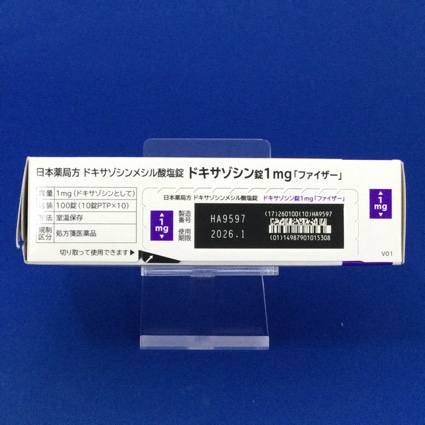 日本薬局方 ドキサゾシンメシル酸塩錠 ドキサゾシン錠1mg「ファイザー」
含量 1mg(ドキサゾシンとして)
包装 100錠(10錠PTP×10)
方法 室温保存
規制区分 処方箋医薬品
切り取って使用できます▶
日本薬局方 ドキサゾシンメシル酸塩錠 ドキサゾシン錠1mg「ファイザー」
1mg
製造番号 HA9597
使用期限 2026.1
(17)260100(10)HA9597
(01)14987901015308
1mg
V01